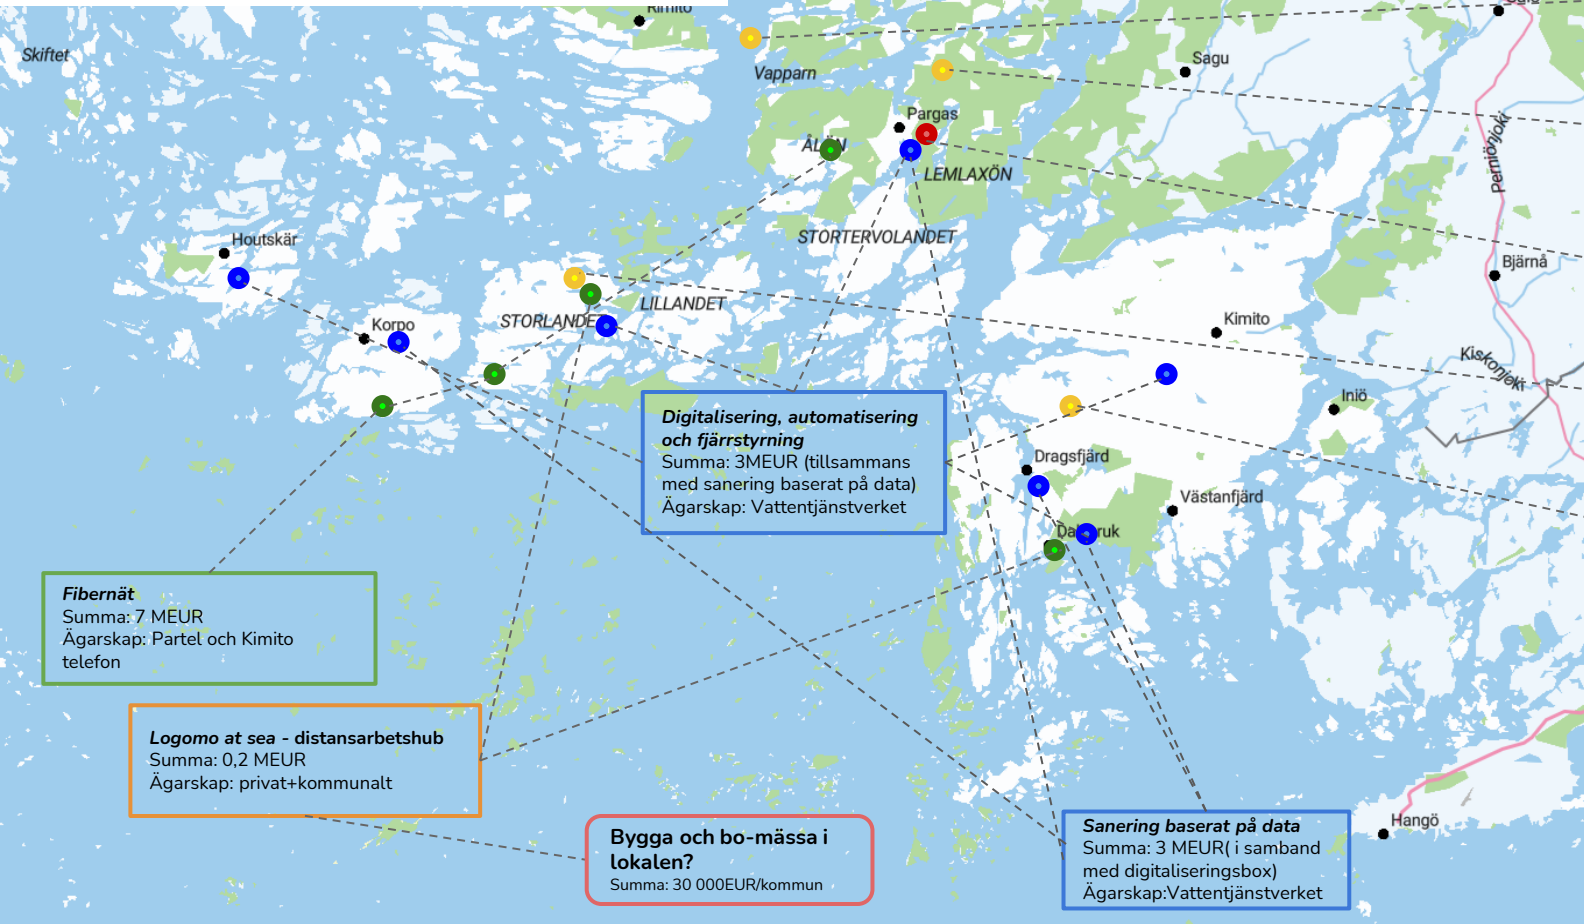 Rimito
Skiftet
Sagu
Vapparn
Pargas
ÅLÖN
Perniönjoki
LEMLAXÖN
STORTERVOLANDET
Houtskär
Bjärnå
LILLANDET
STORLANDET
Korpo
Kimito
Kiskonjoki
Iniö
Digitalisering, automatisering
och fjärrstyrning
Summa: 3MEUR (tillsammans
med sanering baserat på data)
Ägarskap: Vattentjänstverket
Dragsfjärd
Västanfjärd
Fibernät
Summa: 7 MEUR
Ägarskap: Partel och Kimito
telefon
Logomo at sea - distansarbetshub
Summa: 0,2 MEUR
Ägarskap: privat+kommunalt
Bygga och bo-mässa i
lokalen?
Summa: 30 000EUR/kommun
Sanering baserat på data
Summa: 3 MEUR( i samband
med digitaliseringsbox)
Ägarskap:Vattentjänstverket
Hangö